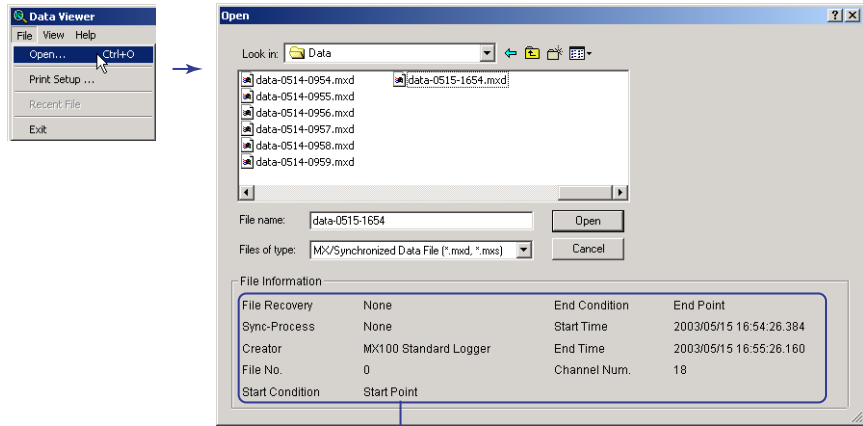 Data Viewer
File View Help
Open... Ctrl+O
Print Setup ...
Recent File
Exit
Open
Look in: Data
data-0514-0954.mxd
data-0514-0955.mxd
data-0514-0956.mxd
data-0514-0957.mxd
data-0514-0958.mxd
data-0514-0959.mxd
data-0515-1654.mxd
File name: data-0515-1654 Open
Files of type: MX/Synchronized Data File (*.mxd, *.mxs) Cancel
File Information
File Recovery None End Condition End Point
Sync-Process None Start Time 2003/05/15 16:54:26.384
Creator MX100 Standard Logger End Time 2003/05/15 16:55:26.160
File No. 0 Channel Num. 18
Start Condition Start Point